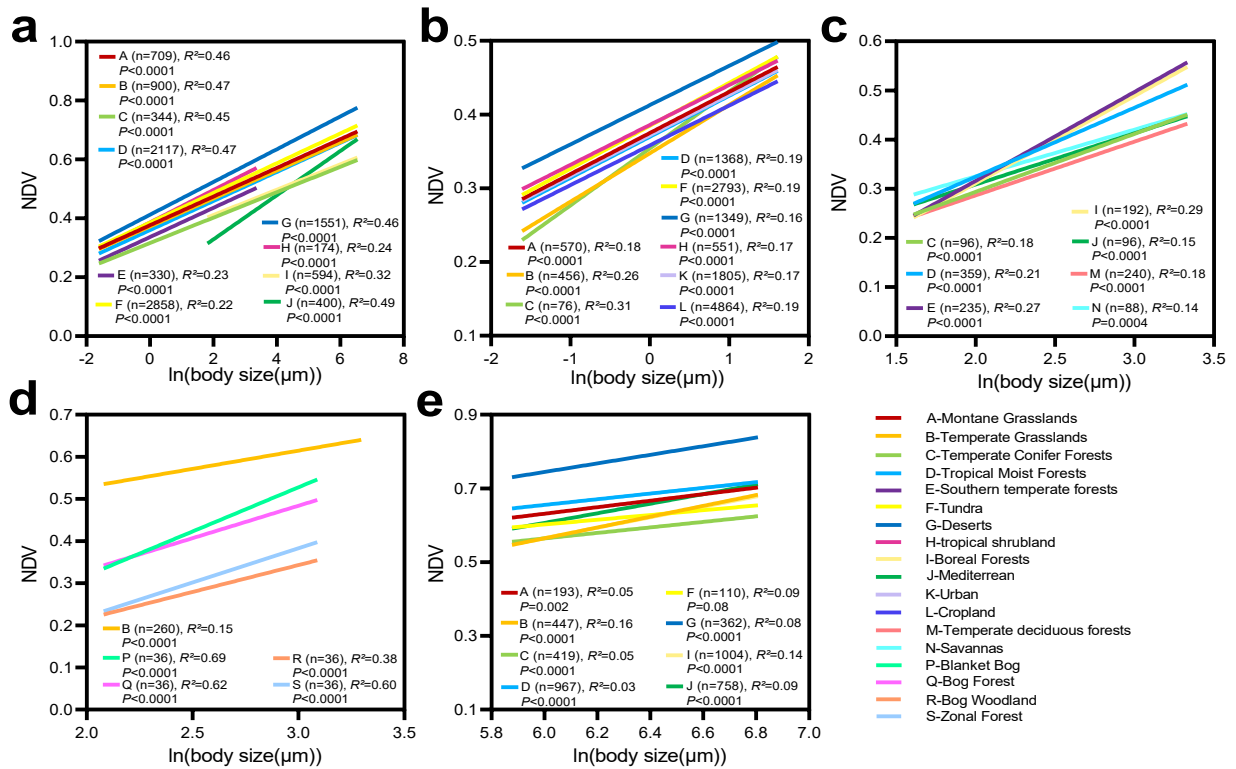 a
NDV
1.0
0.8
0.6
0.4
0.2
0.0
A (n=709), R²=0.46
P<0.0001
B (n=900), R²=0.47
P<0.0001
C (n=344), R²=0.45
P<0.0001
D (n=2117), R²=0.47
P<0.0001
G (n=1551), R²=0.46
P<0.0001
H (n=174), R²=0.24
P<0.0001
E (n=330), R²=0.23
P<0.0001
I (n=594), R²=0.32
P<0.0001
F (n=2858), R²=0.22
P<0.0001
J (n=400), R²=0.49
P<0.0001
-2 0 2 4 6 8
ln(body size(μm))
b
NDV
0.5
0.4
0.3
0.2
0.1
D (n=1368), R²=0.19
P<0.0001
F (n=2793), R²=0.19
P<0.0001
G (n=1349), R²=0.16
P<0.0001
A (n=570), R²=0.18
P<0.0001
H (n=551), R²=0.17
P<0.0001
B (n=456), R²=0.26
P<0.0001
K (n=1805), R²=0.17
P<0.0001
C (n=76), R²=0.31
P<0.0001
L (n=4864), R²=0.19
P<0.0001
-2 -1 0 1 2
ln(body size(μm))
c
NDV
0.6
0.5
0.4
0.3
0.2
0.1
0.0
I (n=192), R²=0.29
P<0.0001
C (n=96), R²=0.18
P<0.0001
J (n=96), R²=0.15
P<0.0001
D (n=359), R²=0.21
P<0.0001
M (n=240), R²=0.18
P<0.0001
E (n=235), R²=0.27
P<0.0001
N (n=88), R²=0.14
P=0.0004
1.5 2.0 2.5 3.0 3.5
ln(body size(μm))
d
NDV
0.7
0.6
0.5
0.4
0.3
0.2
0.1
0.0
B (n=260), R²=0.15
P<0.0001
P (n=36), R²=0.69
P<0.0001
R (n=36), R²=0.38
P<0.0001
Q (n=36), R²=0.62
P<0.0001
S (n=36), R²=0.60
P<0.0001
2.0 2.5 3.0 3.5
ln(body size(μm))
e
NDV
0.9
0.7
0.5
0.3
0.1
A (n=193), R²=0.05
P=0.002
F (n=110), R²=0.09
P=0.08
B (n=447), R²=0.16
P<0.0001
G (n=362), R²=0.08
P<0.0001
C (n=419), R²=0.05
P<0.0001
I (n=1004), R²=0.14
P<0.0001
D (n=967), R²=0.03
P<0.0001
J (n=758), R²=0.09
P<0.0001
5.8 6.0 6.2 6.4 6.6 6.8 7.0
ln(body size(μm))
A-Montane Grasslands
B-Temperate Grasslands
C-Temperate Conifer Forests
D-Tropical Moist Forests
E-Southern temperate forests
F-Tundra
G-Deserts
H-tropical shrubland
I-Boreal Forests
J-Mediterrean
K-Urban
L-Cropland
M-Temperate deciduous forests
N-Savannas
P-Blanket Bog
Q-Bog Forest
R-Bog Woodland
S-Zonal Forest